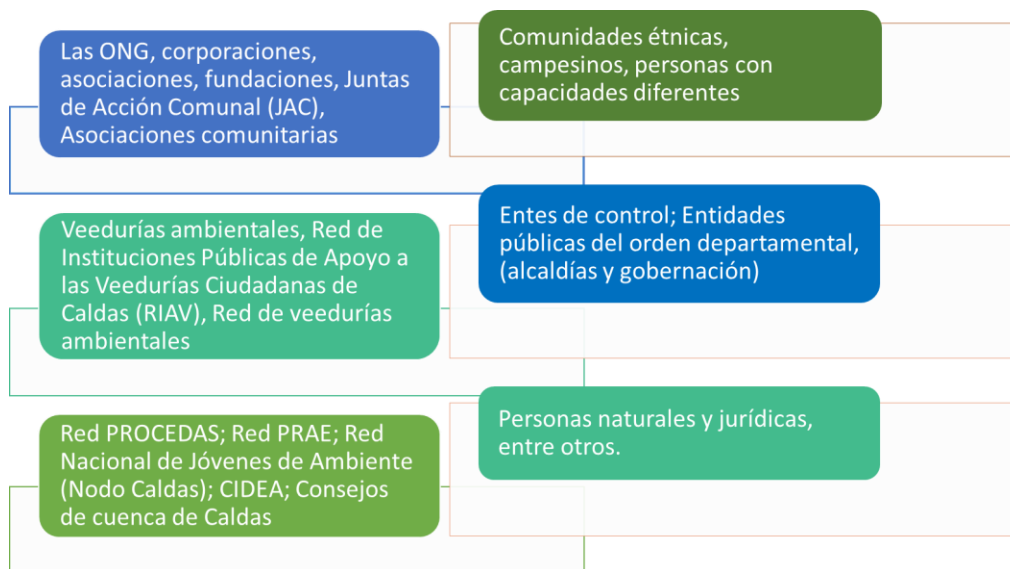 Las ONG, corporaciones,
asociaciones, fundaciones, Juntas
de Acción Comunal (JAC),
Asociaciones comunitarias
Comunidades étnicas,
campesinos, personas con
capacidades diferentes
Veedurías ambientales, Red de
Instituciones Públicas de Apoyo a
las Veedurías Ciudadanas de
Caldas (RIAV), Red de veedurías
ambientales
Entes de control; Entidades
públicas del orden departamental,
(alcaldías y gobernación)
Red PROCEDAS; Red PRAE; Red
Nacional de Jóvenes de Ambiente
(Nodo Caldas); CIDEA; Consejos
de cuenca de Caldas
Personas naturales y jurídicas,
entre otros.